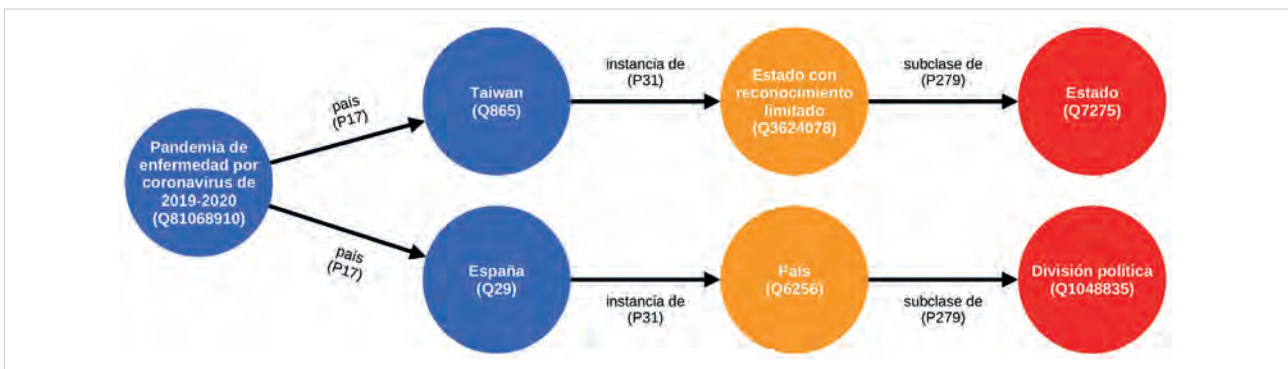 Pandemia de
enfermedad por
coronavirus de
2019-2020
(Q81068910)
país
(P17)
país
(P17)
Taiwan
(Q865)
instancia de
(P31)
Estado con
reconocimiento
limitado
(Q3624078)
subclase de
(P279)
Estado
(Q7275)
España
(Q29)
instancia de
(P31)
País
(Q6256)
subclase de
(P279)
División política
(Q1048835)